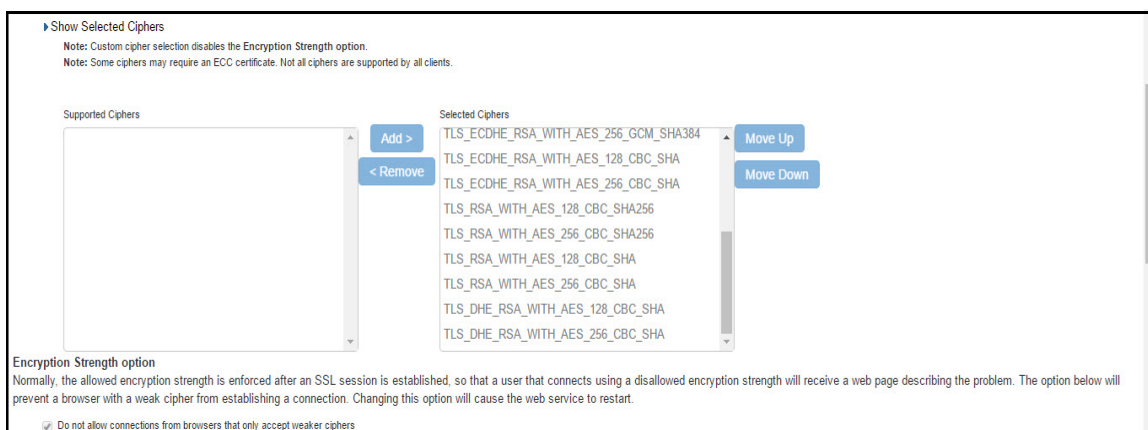 Show Selected Ciphers
Note: Custom cipher selection disables the Encryption Strength option.
Note: Some ciphers may require an ECC certificate. Not all ciphers are supported by all clients.
Supported Ciphers
Selected Ciphers
Add >
< Remove
TLS_ECDHE_RSA_WITH_AES_256_GCM_SHA384
TLS_ECDHE_RSA_WITH_AES_128_CBC_SHA
TLS_ECDHE_RSA_WITH_AES_256_CBC_SHA
TLS_RSA_WITH_AES_128_CBC_SHA256
TLS_RSA_WITH_AES_256_CBC_SHA256
TLS_RSA_WITH_AES_128_CBC_SHA
TLS_RSA_WITH_AES_256_CBC_SHA
TLS_DHE_RSA_WITH_AES_128_CBC_SHA
TLS_DHE_RSA_WITH_AES_256_CBC_SHA
Move Up
Move Down
Encryption Strength option
Normally, the allowed encryption strength is enforced after an SSL session is established, so that a user that connects using a disallowed encryption strength will receive a web page describing the problem. The option below will
prevent a browser with a weak cipher from establishing a connection. Changing this option will cause the web service to restart.
Do not allow connections from browsers that only accept weaker ciphers